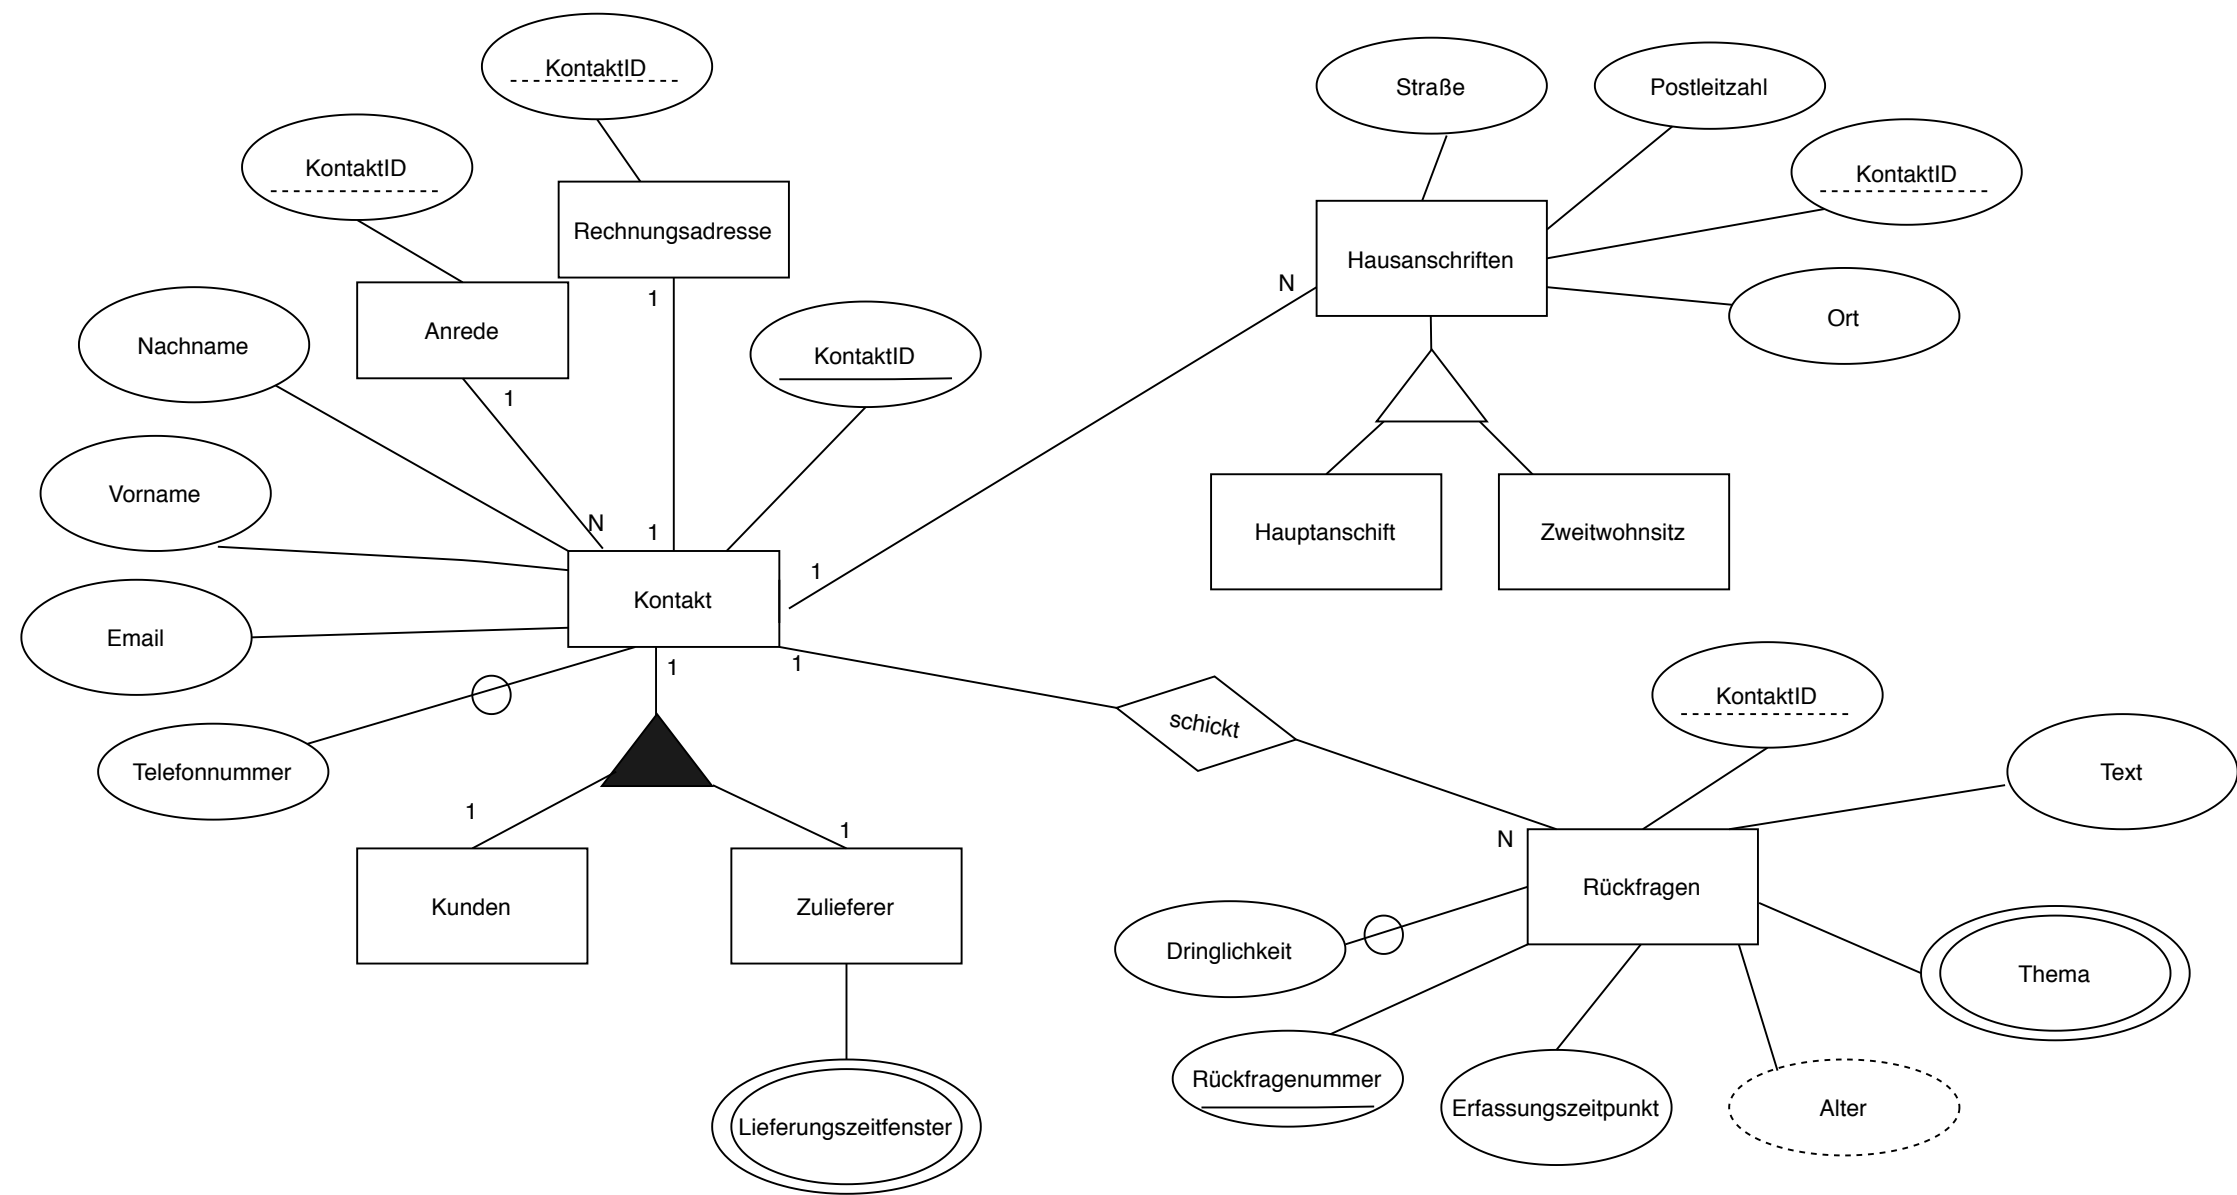 KontaktID
Straße
Postleitzahl
KontaktID
KontaktID
Rechnungsadresse
Hausanschriften
N
1
Ort
Anrede
Nachname
KontaktID
1
Vorname
N
1
Hauptanschift
Zweitwohnsitz
1
Kontakt
Email
1
1
KontaktID
schickt
Telefonnummer
Text
1
1
N
Rückfragen
Kunden
Zulieferer
Dringlichkeit
Thema
Rückfragenummer
Erfassungszeitpunkt
Alter
Lieferungszeitfenster